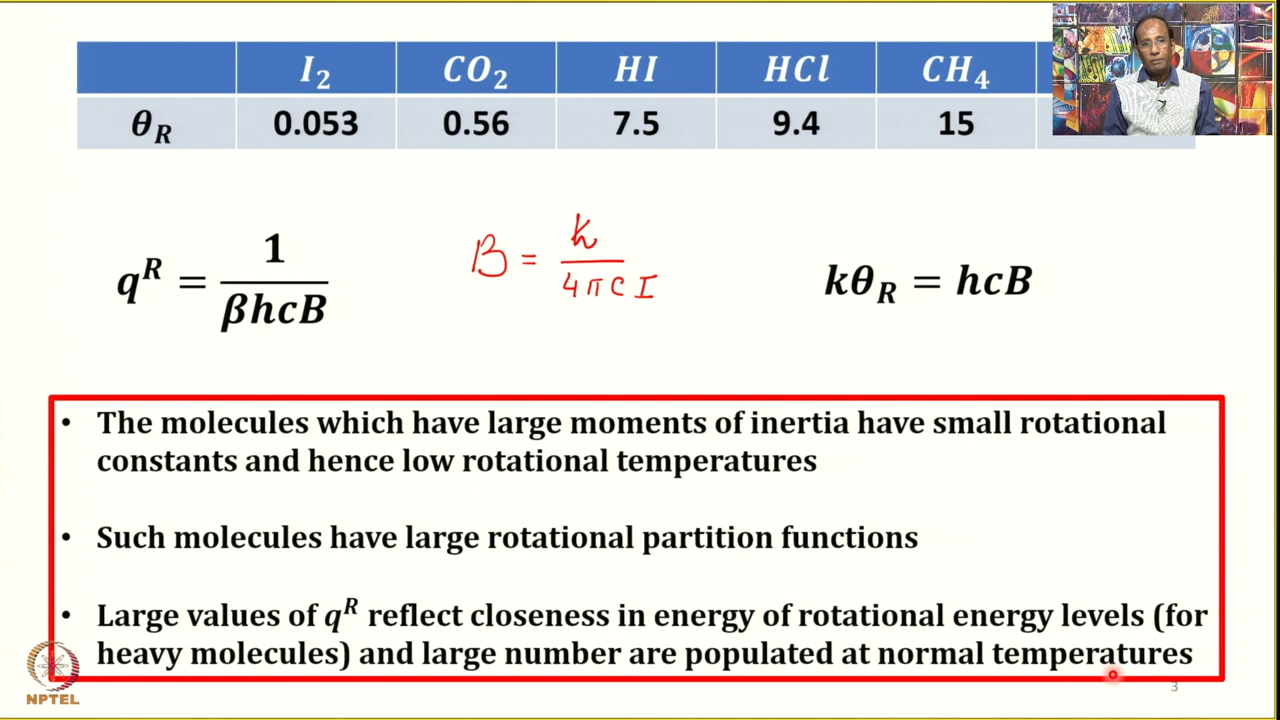 I₂ CO₂ HI HCl CH₄
θ_R 0.053 0.56 7.5 9.4 15
q^R = 1/(βhcB)
B = ℏ/(4πcI)
kθ_R = hcB
• The molecules which have large moments of inertia have small rotational
constants and hence low rotational temperatures
• Such molecules have large rotational partition functions
• Large values of q^R reflect closeness in energy of rotational energy levels (for
heavy molecules) and large number are populated at normal temperatures
NPTEL
3